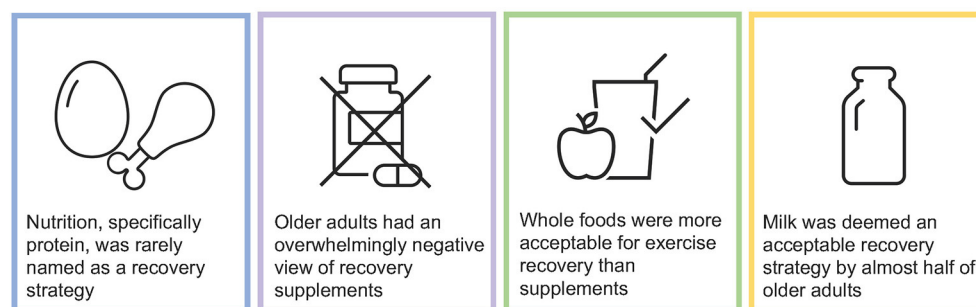 Nutrition, specifically
protein, was rarely
named as a recovery
strategy
Older adults had an
overwhelmingly negative
view of recovery
supplements
Whole foods were more
acceptable for exercise
recovery than
supplements
Milk was deemed an
acceptable recovery
strategy by almost half of
older adults